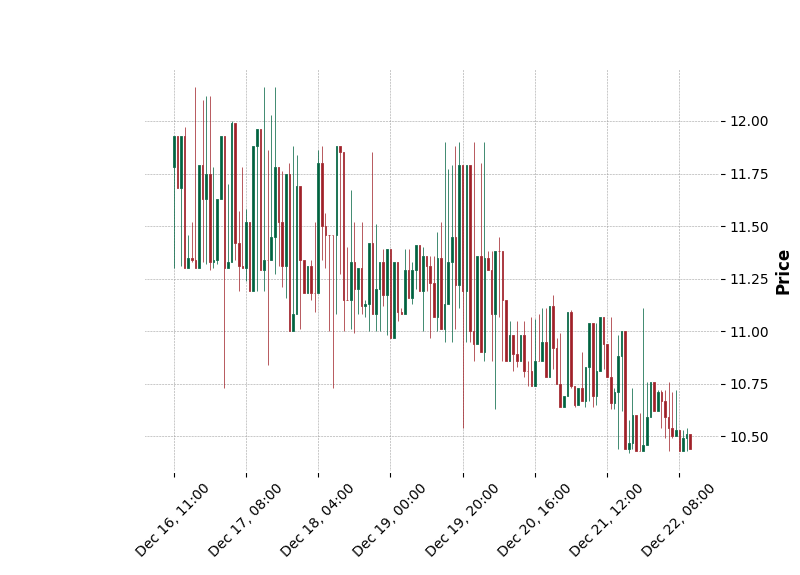 12.00
11.75
11.50
11.25
11.00
10.75
10.50
Price
Dec 16, 11:00
Dec 17, 08:00
Dec 18, 04:00
Dec 19, 00:00
Dec 19, 20:00
Dec 20, 16:00
Dec 21, 12:00
Dec 22, 08:00